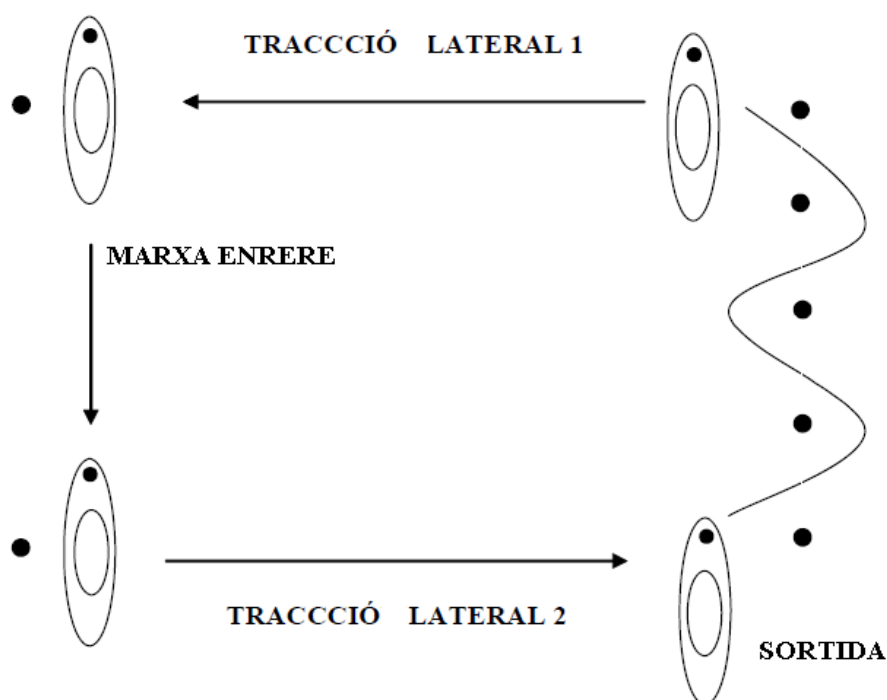 TRACCCIÓ LATERAL 1
MARXA ENRERE
TRACCCIÓ LATERAL 2
SORTIDA